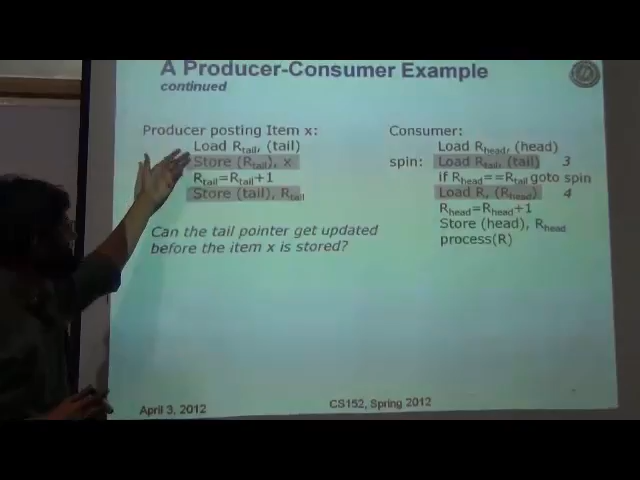 A Producer-Consumer Example
continued
Producer posting Item x:
Load Rtail, (tail)
Store (Rtail), x
Rtail=Rtail+1
Store (tail), Rtail
Can the tail pointer get updated
before the item x is stored?
Consumer:
Load Rhead, (head)
spin: Load Rtail, (tail) 3
if Rhead==Rtail goto spin
Load R, (Rhead) 4
Rhead=Rhead+1
Store (head), Rhead
process(R)
April 3, 2012
CS152, Spring 2012